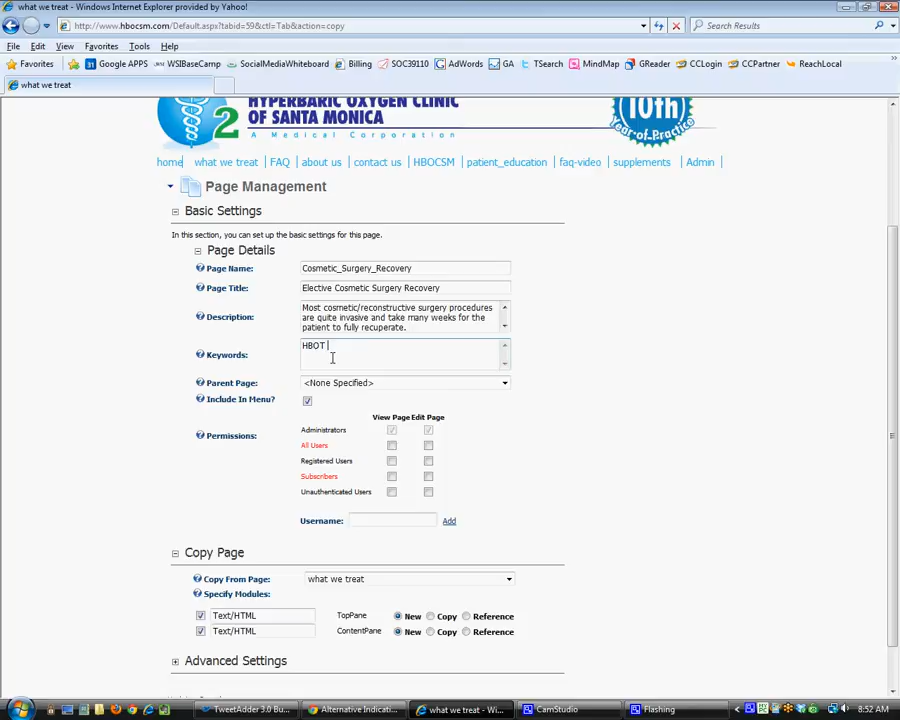 what we treat - Windows Internet Explorer provided by Yahoo!
http://www.hbocsm.com/Default.aspx?tabid=59&ctl=Tab&action=copy
Search Results
File Edit View Favorites Tools Help
Favorites Google APPS WSIBaseCamp SocialMediaWhiteboard Billing SOC39110 AdWords GA TSearch MindMap GReader CCLogin CCPartner ReachLocal
what we treat
2
HYPERBARIC OXYGEN CLINIC
OF SANTA MONICA
A Medical Corporation
10th
Year-of-Practice
home what we treat FAQ about us contact us HBOCSM patient_education faq-video supplements Admin
Page Management
Basic Settings
In this section, you can set up the basic settings for this page.
Page Details
Page Name: Cosmetic_Surgery_Recovery
Page Title: Elective Cosmetic Surgery Recovery
Description: Most cosmetic/reconstructive surgery procedures
are quite invasive and take many weeks for the
patient to fully recuperate.
Keywords: HBOT
Parent Page: <None Specified>
Include In Menu?
Permissions:
View Page Edit Page
Administrators
All Users
Registered Users
Subscribers
Unauthenticated Users
Username: Add
Copy Page
Copy From Page: what we treat
Specify Modules:
Text/HTML TopPane New Copy Reference
Text/HTML ContentPane New Copy Reference
Advanced Settings
TweetAdder 3.0 Bu... Alternative Indicati... what we treat - Wi... CamStudio Flashing 8:52 AM